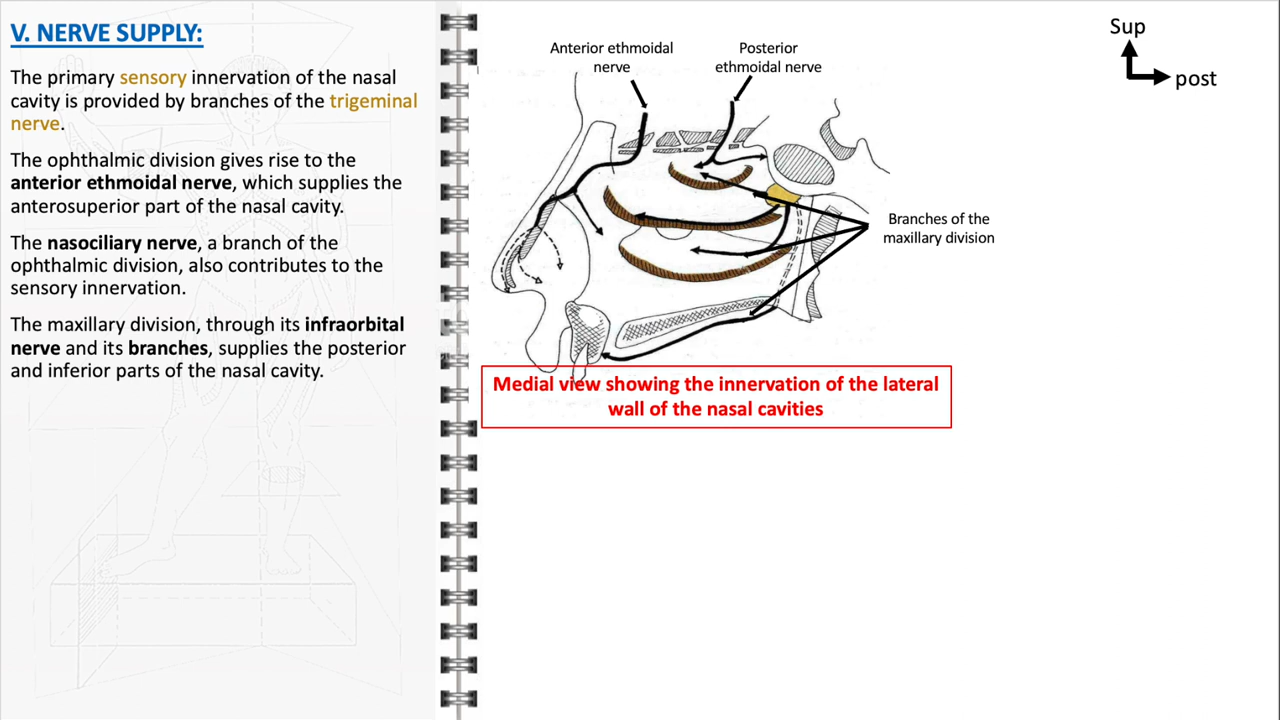 V. NERVE SUPPLY:
The primary sensory innervation of the nasal
cavity is provided by branches of the trigeminal
nerve.
The ophthalmic division gives rise to the
anterior ethmoidal nerve, which supplies the
anterosuperior part of the nasal cavity.
The nasociliary nerve, a branch of the
ophthalmic division, also contributes to the
sensory innervation.
The maxillary division, through its infraorbital
nerve and its branches, supplies the posterior
and inferior parts of the nasal cavity.
Anterior ethmoidal
nerve
Posterior
ethmoidal nerve
Sup
post
Branches of the
maxillary division
Medial view showing the innervation of the lateral
wall of the nasal cavities